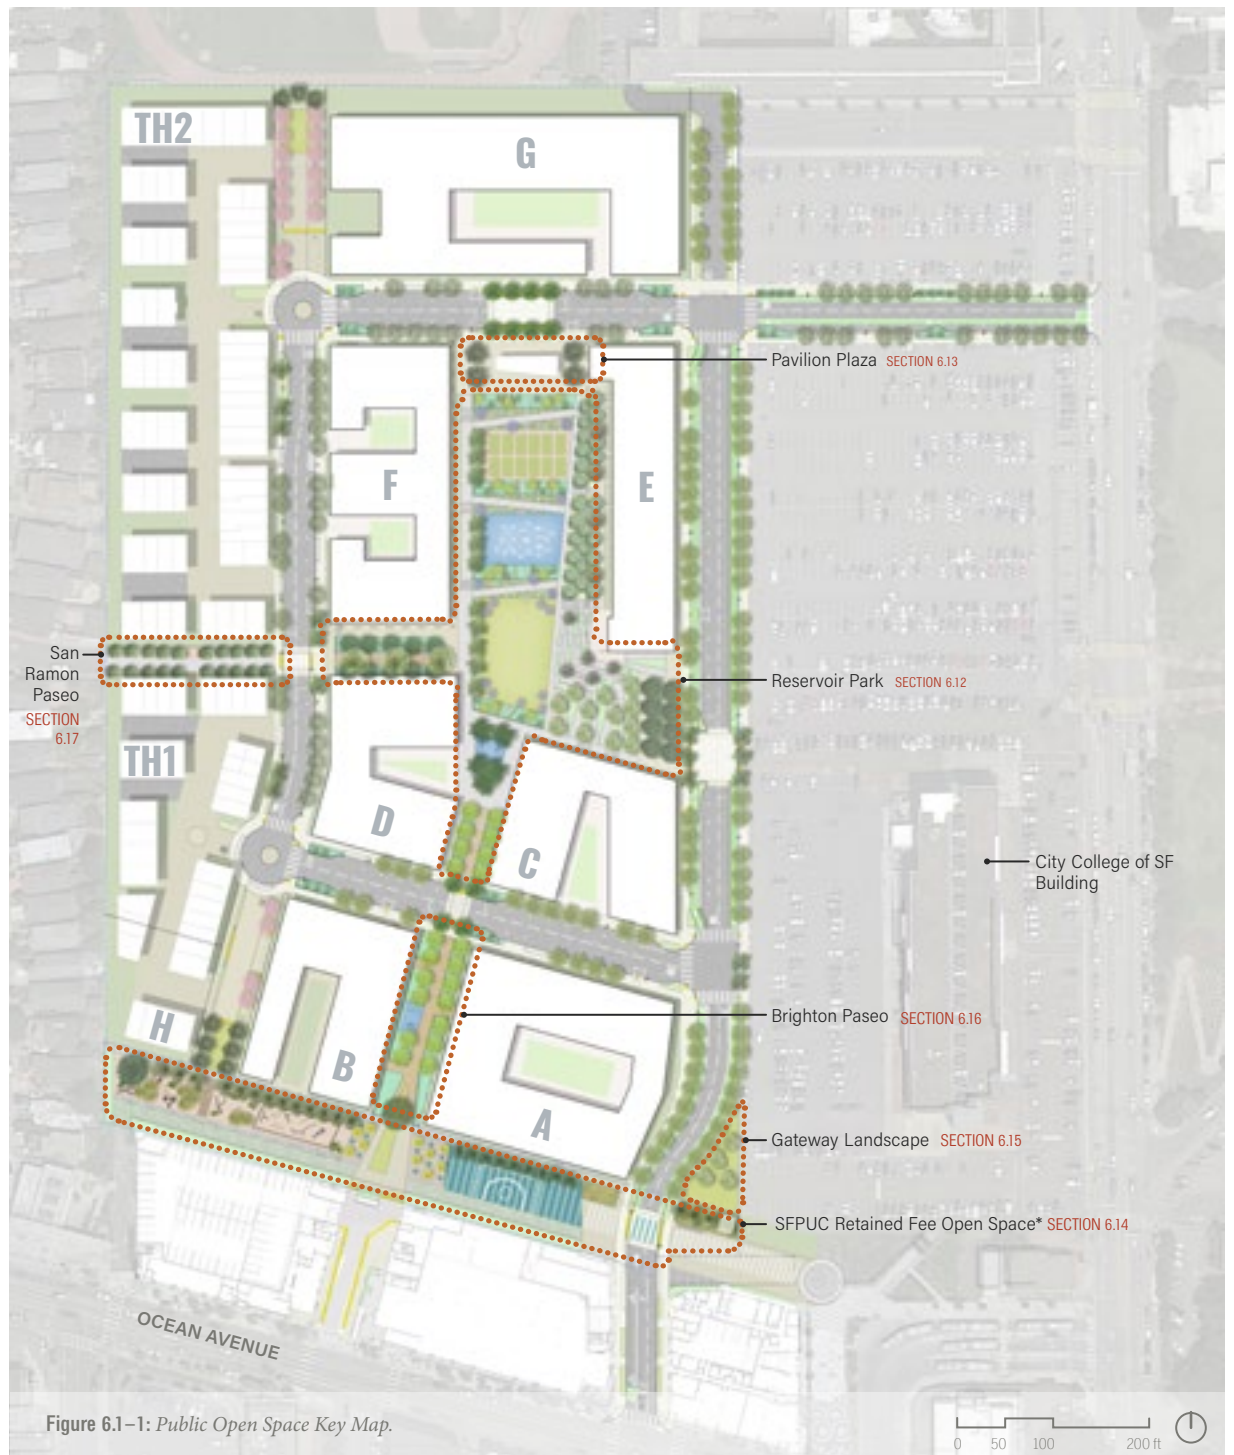 TH2
G
Pavilion Plaza SECTION 6.13
F
E
San
Ramon
Paseo
SECTION
6.17
Reservoir Park SECTION 6.12
TH1
D
C
City College of SF
Building
H
B
A
Brighton Paseo SECTION 6.16
Gateway Landscape SECTION 6.15
SFPUC Retained Fee Open Space* SECTION 6.14
OCEAN AVENUE
Figure 6.1–1: Public Open Space Key Map.
0 50 100 200 ft